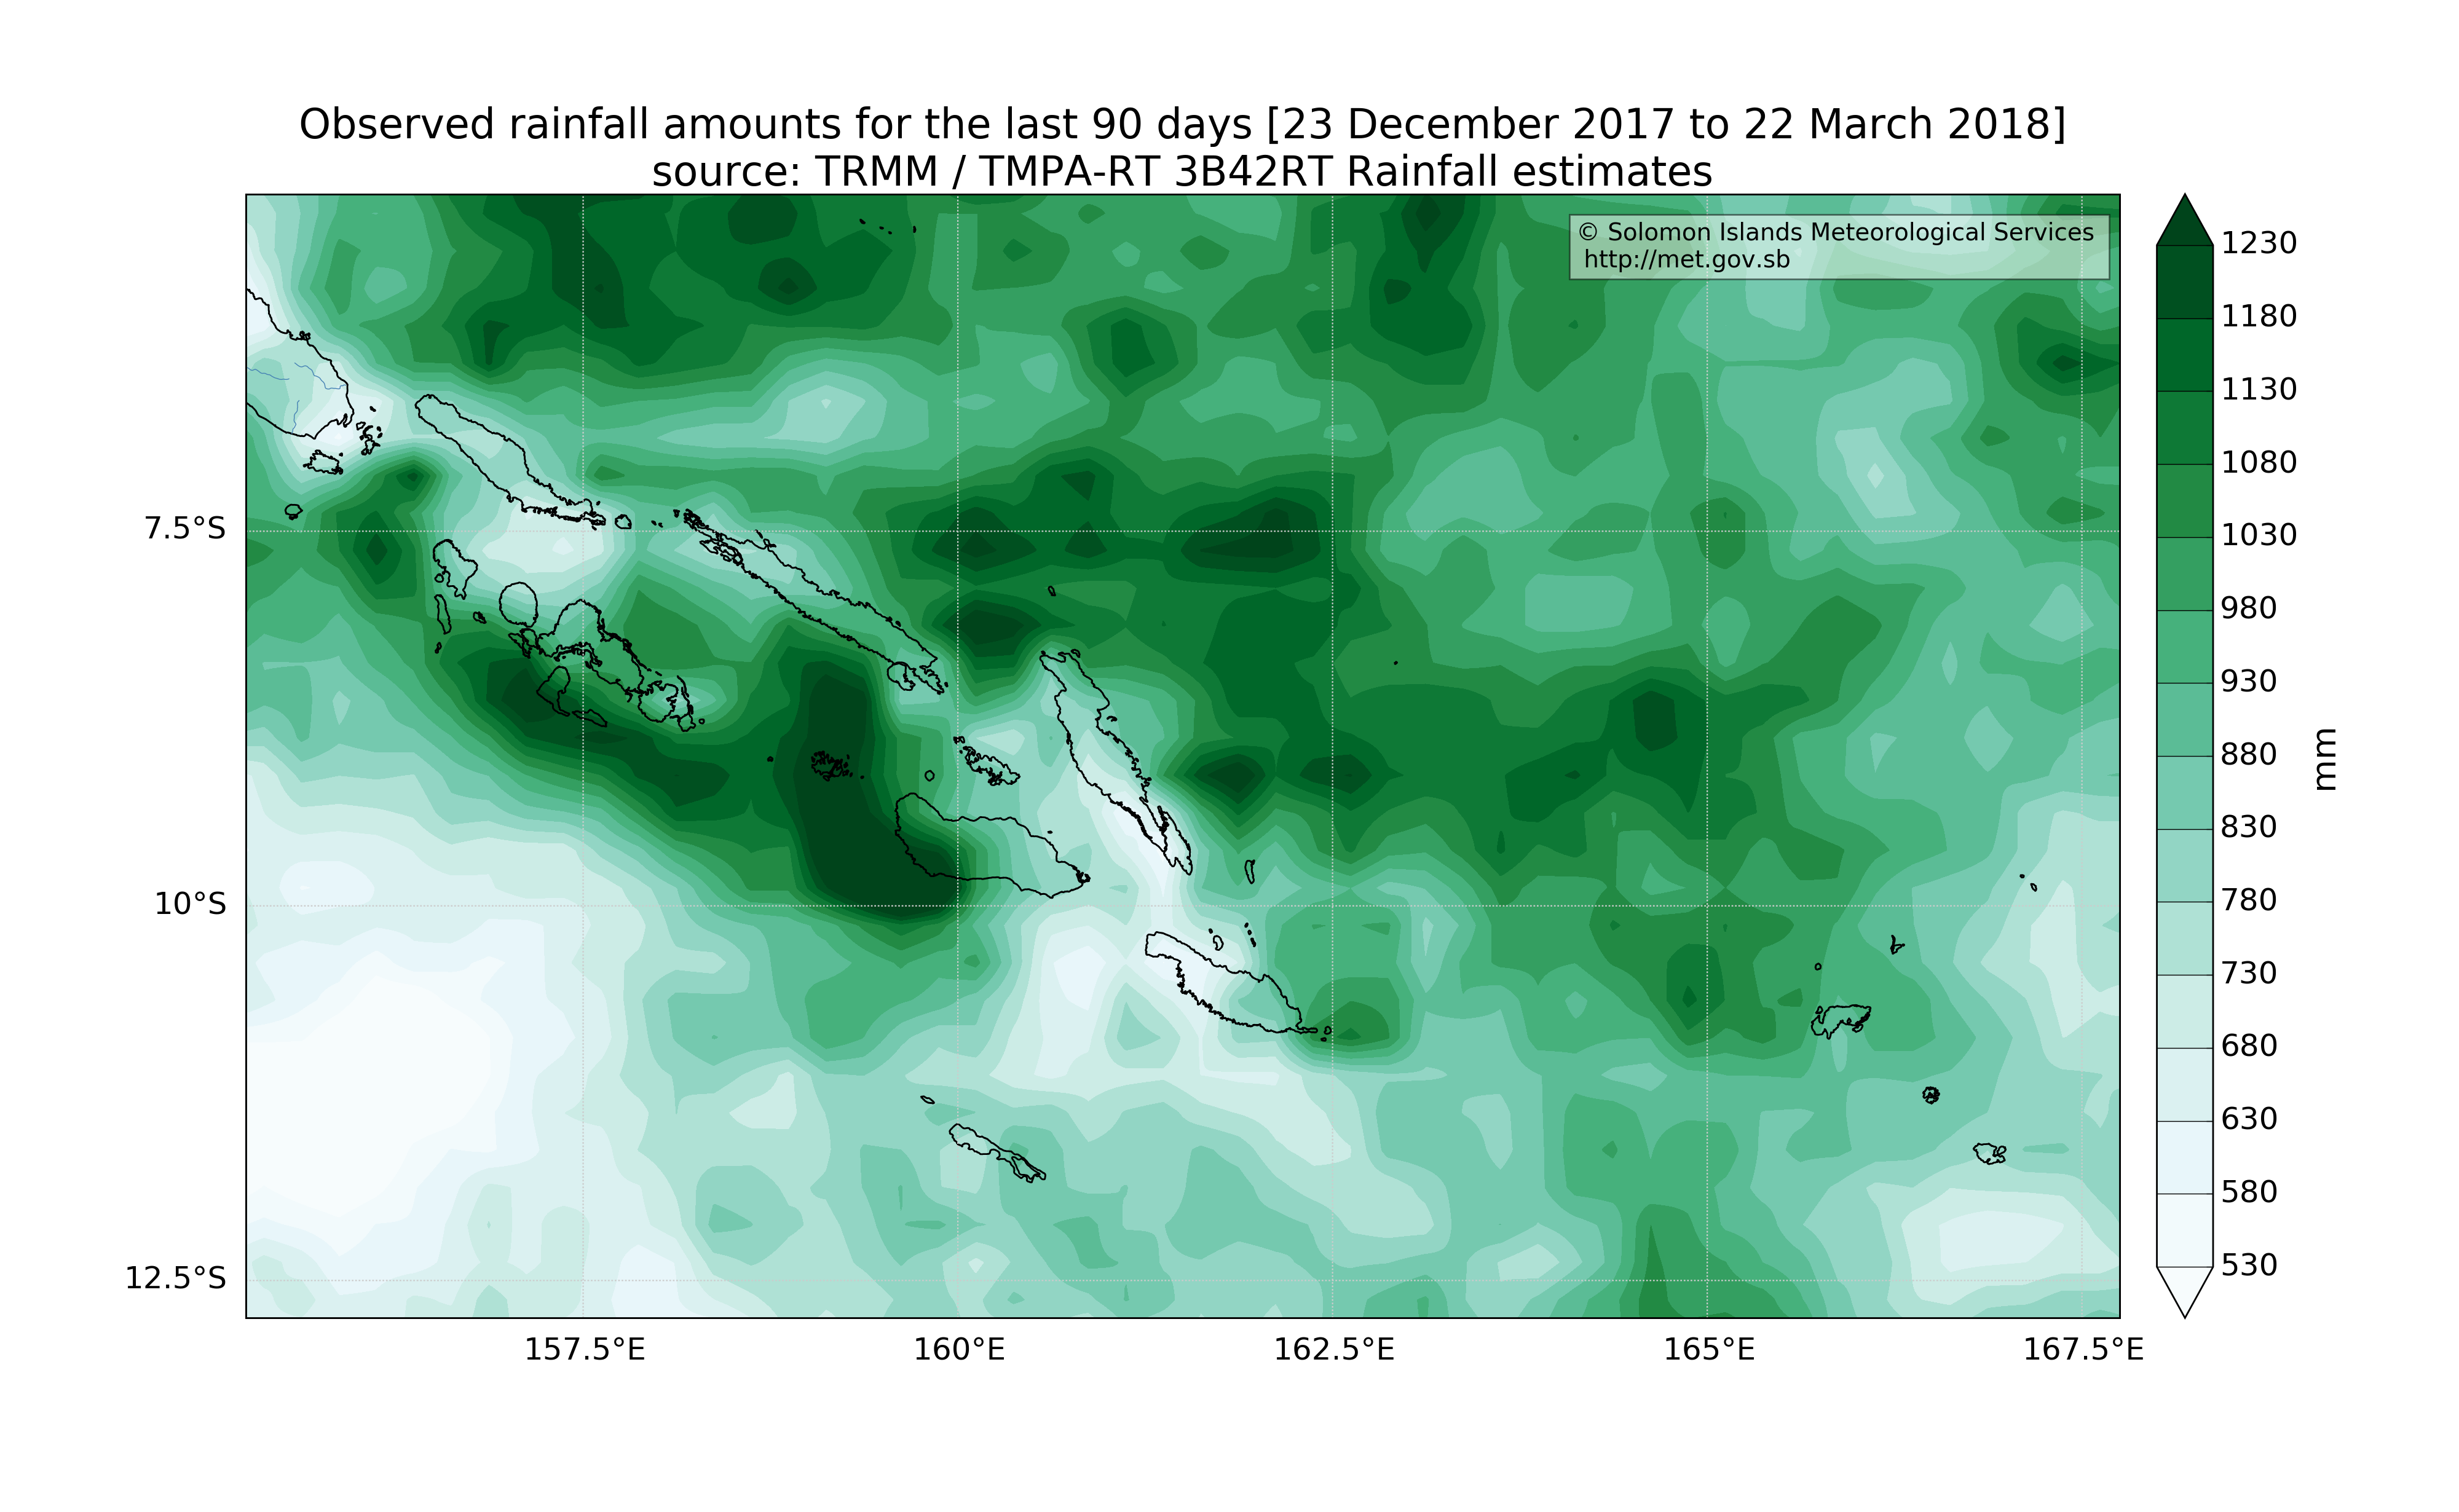 Observed rainfall amounts for the last 90 days [23 December 2017 to 22 March 2018]
source: TRMM / TMPA-RT 3B42RT Rainfall estimates
© Solomon Islands Meteorological Services
http://met.gov.sb
7.5°S
10°S
12.5°S
157.5°E
160°E
162.5°E
165°E
167.5°E
1230
1180
1130
1080
1030
980
930
880
830
780
730
680
630
580
530
mm